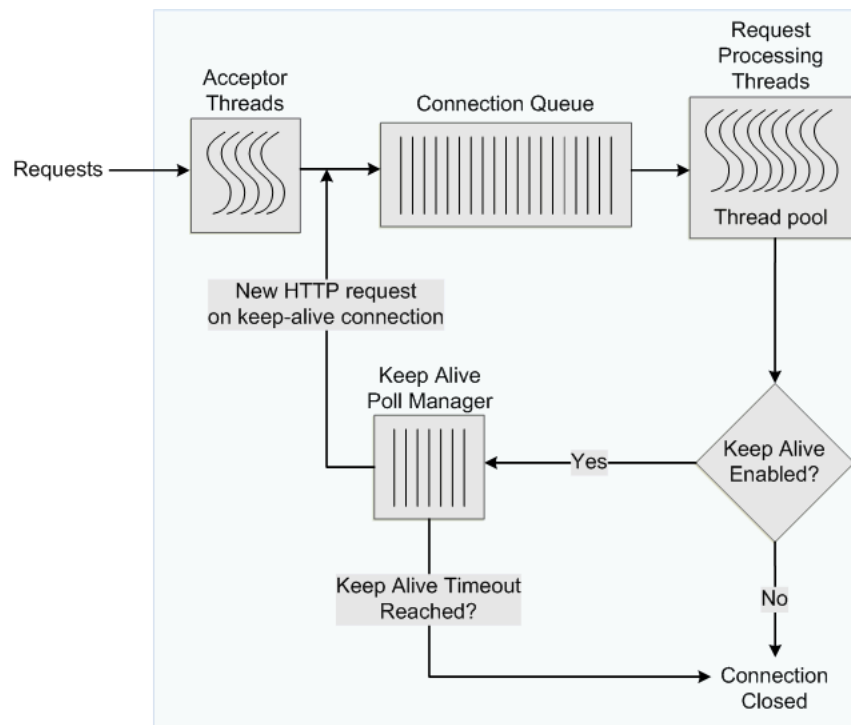 Request
Processing
Threads
Acceptor
Threads
Connection Queue
Requests
Thread pool
New HTTP request
on keep-alive connection
Keep Alive
Poll Manager
Keep Alive
Enabled?
Yes
Keep Alive Timeout
Reached?
No
Connection
Closed